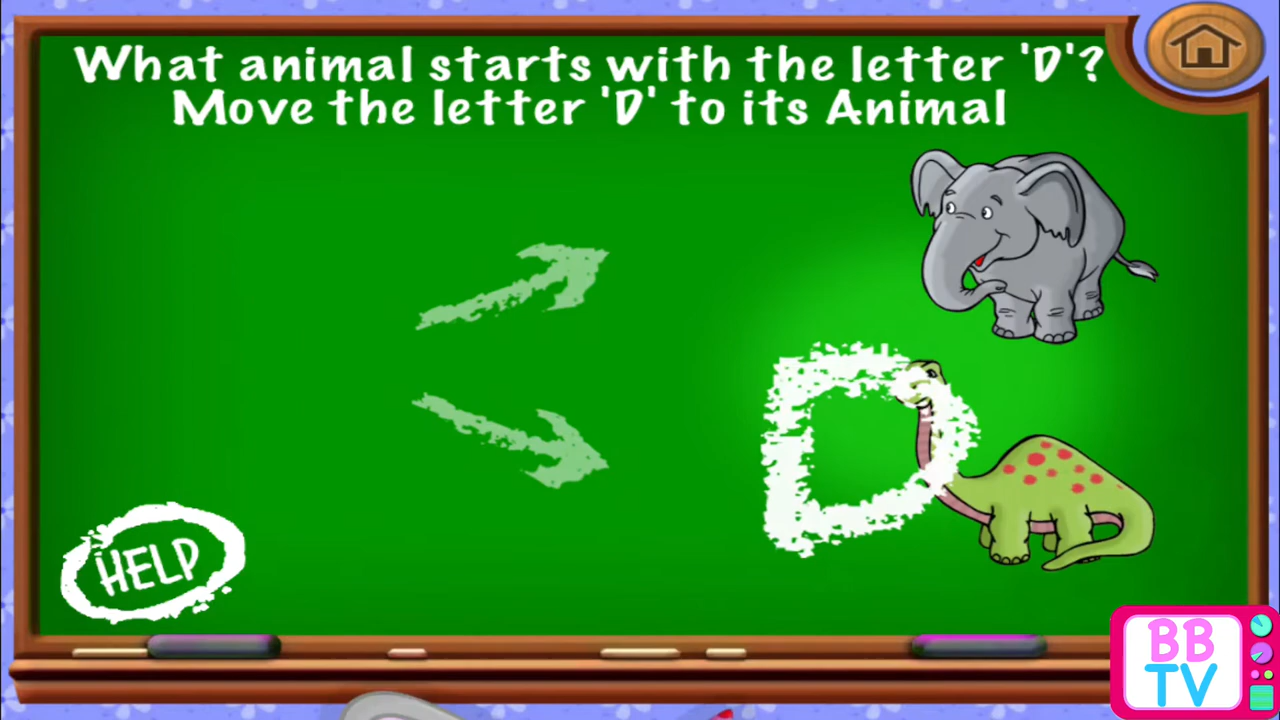 What animal starts with the letter 'D'?
Move the letter 'D' to its Animal
D
HELP
BB
TV